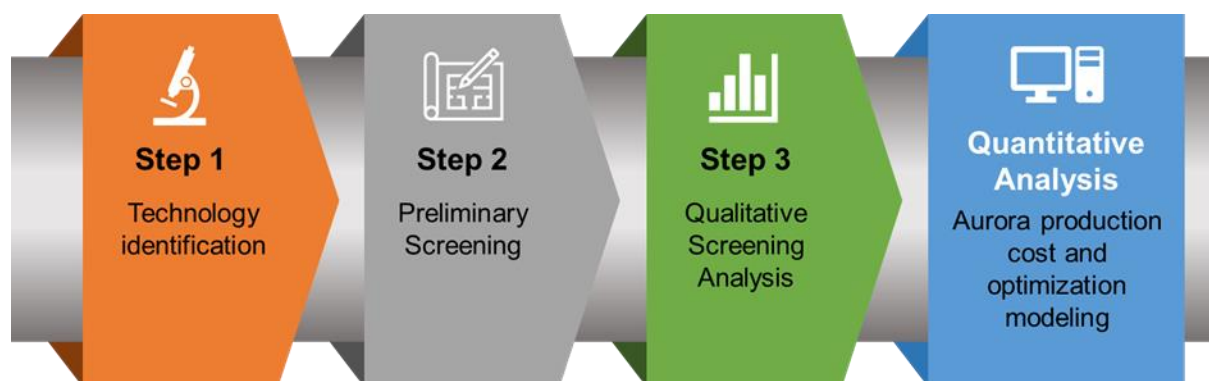 Step 1
Technology
identification
Step 2
Preliminary
Screening
Step 3
Qualitative
Screening
Analysis
Quantitative
Analysis
Aurora production
cost and
optimization
modeling